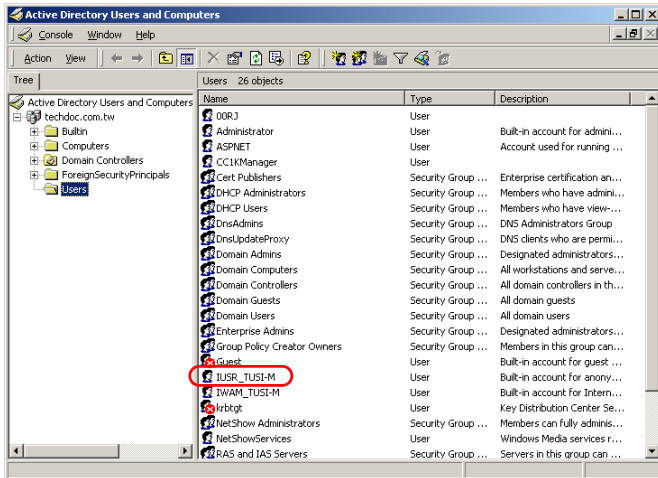 Active Directory Users and Computers
Console Window Help
Action View
Tree
Users 26 objects
Active Directory Users and Computers
techdoc.com.tw
Builtin
Computers
Domain Controllers
ForeignSecurityPrincipals
Users
Name Type Description
00RJ User
Administrator User Built-in account for admini...
ASPNET User Account used for running ...
CC1KManager User
Cert Publishers Security Group ... Enterprise certification an...
DHCP Administrators Security Group ... Members who have admini...
DHCP Users Security Group ... Members who have view-...
DnsAdmins Security Group ... DNS Administrators Group
DnsUpdateProxy Security Group ... DNS clients who are permi...
Domain Admins Security Group ... Designated administrators...
Domain Computers Security Group ... All workstations and serve...
Domain Controllers Security Group ... All domain controllers in th...
Domain Guests Security Group ... All domain guests
Domain Users Security Group ... All domain users
Enterprise Admins Security Group ... Designated administrators...
Group Policy Creator Owners Security Group ... Members in this group can...
Guest User Built-in account for guest ...
IUSR_TUSI-M User Built-in account for anony...
IWAM_TUSI-M User Built-in account for Intern...
krbtgt User Key Distribution Center Se...
NetShow Administrators Security Group ... Members can fully adminis...
NetShowServices User Windows Media services r...
RAS and IAS Servers Security Group ... Servers in this group can ...